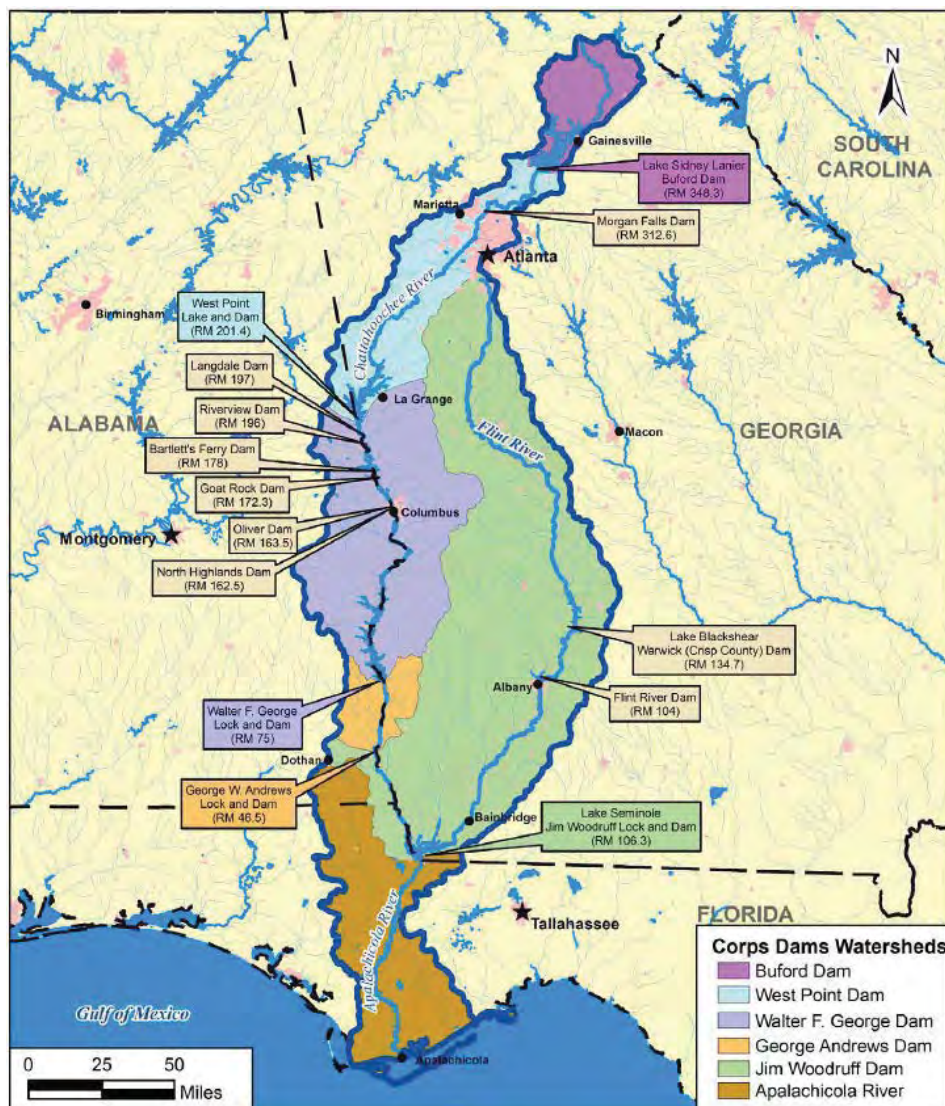 N
SOUTH
CAROLINA
Gainesville
Lake Sidney Lanier
Buford Dam
(RM 348.3)
Marietta
Morgan Falls Dam
(RM 312.6)
Atlanta
Birmingham
West Point
Lake and Dam
(RM 201.4)
Chattahoochee River
Langdale Dam
(RM 197)
La Grange
ALABAMA
Riverview Dam
(RM 196)
Flint River
Macon
GEORGIA
Bartlett's Ferry Dam
(RM 178)
Goat Rock Dam
(RM 172.3)
Columbus
Oliver Dam
(RM 163.5)
Montgomery
North Highlands Dam
(RM 162.5)
Lake Blackshear
Warwick (Crisp County) Dam
(RM 134.7)
Albany
Flint River Dam
(RM 104)
Walter F. George
Lock and Dam
(RM 75)
Dothan
George W. Andrews
Lock and Dam
(RM 46.5)
Bainbridge
Lake Seminole
Jim Woodruff Lock and Dam
(RM 106.3)
Apalachicola River
Tallahassee
FLORIDA
Gulf of Mexico
Apalachicola
0 25 50
Miles
Corps Dams Watersheds
Buford Dam
West Point Dam
Walter F. George Dam
George Andrews Dam
Jim Woodruff Dam
Apalachicola River